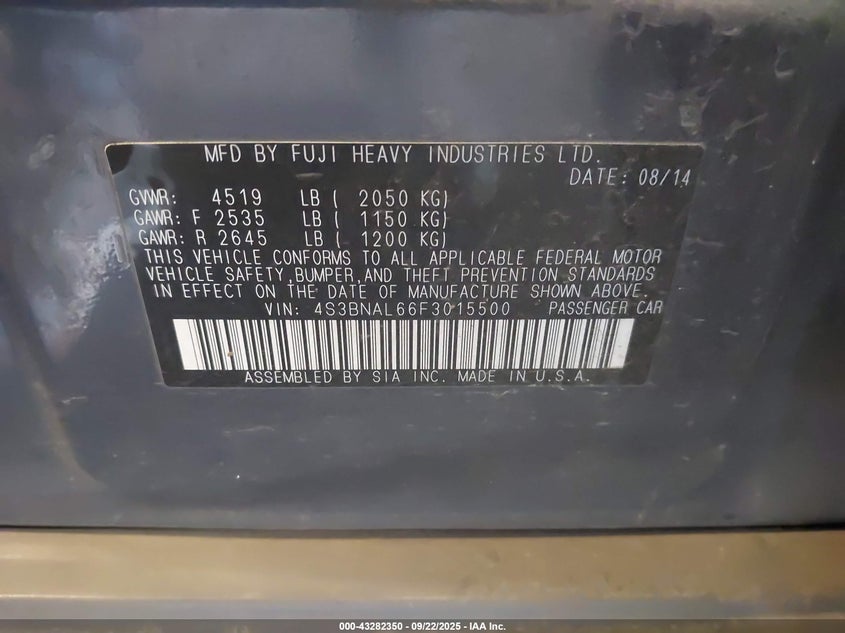 MFD BY FUJI HEAVY INDUSTRIES LTD.
DATE: 08/14
GVWR: 4519 LB ( 2050 KG)
GAWR: F 2535 LB ( 1150 KG)
GAWR: R 2645 LB ( 1200 KG)
THIS VEHICLE CONFORMS TO ALL APPLICABLE FEDERAL MOTOR
VEHICLE SAFETY, BUMPER, AND THEFT PREVENTION STANDARDS
IN EFFECT ON THE DATE OF MANUFACTURE SHOWN ABOVE.
VIN: 4S3BNAL66F3015500 PASSENGER CAR
ASSEMBLED BY SIA INC. MADE IN U.S.A.
000-43282350 - 09/22/2025 - IAA Inc.